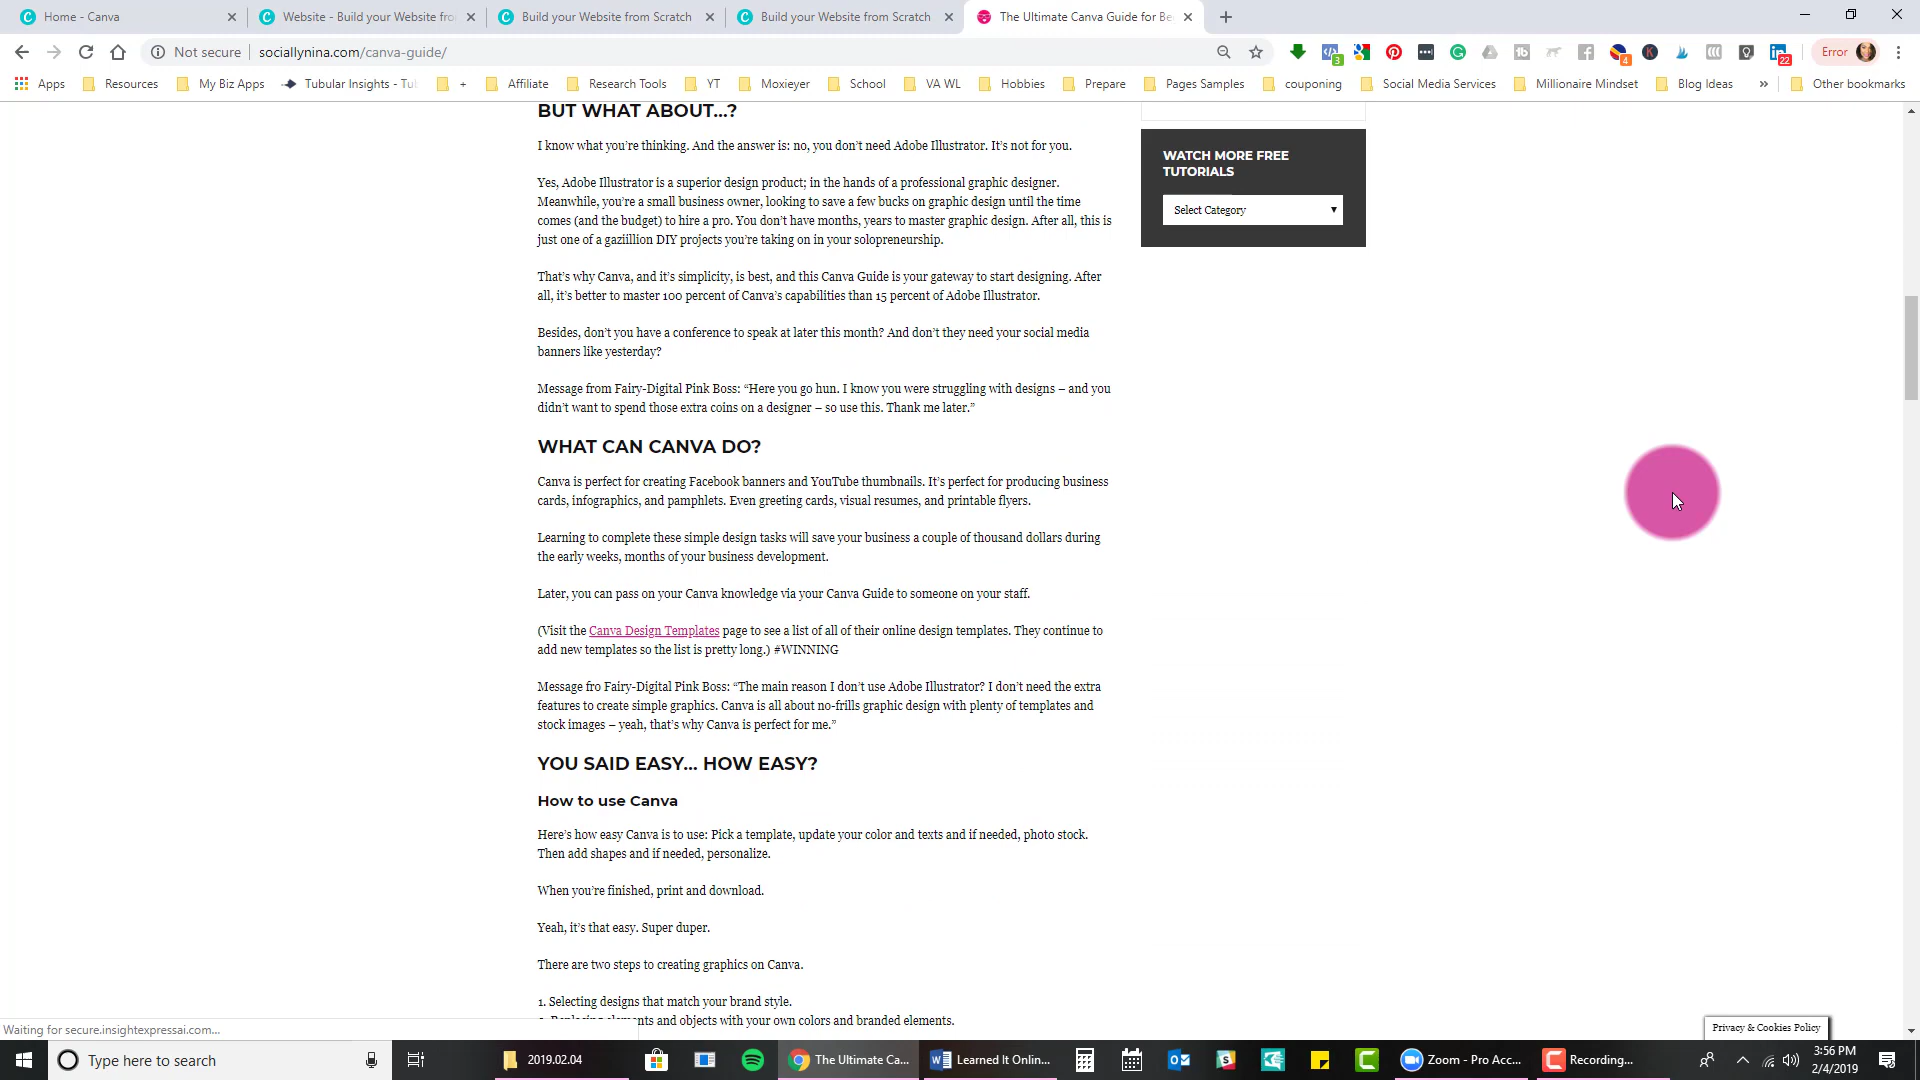 Home - Canva
Website - Build your Website fro
Build your Website from Scratch
Build your Website from Scratch
The Ultimate Canva Guide for Be
Not secure
sociallynina.com/canva-guide/
Error
Apps
Resources
My Biz Apps
Tubular Insights - Tub
+
Affiliate
Research Tools
YT
Moxieyer
School
VA WL
Hobbies
Prepare
Pages Samples
couponing
Social Media Services
Millionaire Mindset
Blog Ideas
»
Other bookmarks
BUT WHAT ABOUT…?
I know what you’re thinking. And the answer is: no, you don’t need Adobe Illustrator. It’s not for you.
Yes, Adobe Illustrator is a superior design product; in the hands of a professional graphic designer.
Meanwhile, you’re a small business owner, looking to save a few bucks on graphic design until the time
comes (and the budget) to hire a pro. You don’t have months, years to master graphic design. After all, this is
just one of a gaziillion DIY projects you’re taking on in your solopreneurship.
That’s why Canva, and it’s simplicity, is best, and this Canva Guide is your gateway to start designing. After
all, it’s better to master 100 percent of Canva’s capabilities than 15 percent of Adobe Illustrator.
Besides, don’t you have a conference to speak at later this month? And don’t they need your social media
banners like yesterday?
Message from Fairy-Digital Pink Boss: “Here you go hun. I know you were struggling with designs – and you
didn’t want to spend those extra coins on a designer – so use this. Thank me later.”
WHAT CAN CANVA DO?
Canva is perfect for creating Facebook banners and YouTube thumbnails. It’s perfect for producing business
cards, infographics, and pamphlets. Even greeting cards, visual resumes, and printable flyers.
Learning to complete these simple design tasks will save your business a couple of thousand dollars during
the early weeks, months of your business development.
Later, you can pass on your Canva knowledge via your Canva Guide to someone on your staff.
(Visit the Canva Design Templates page to see a list of all of their online design templates. They continue to
add new templates so the list is pretty long.) #WINNING
Message fro Fairy-Digital Pink Boss: “The main reason I don’t use Adobe Illustrator? I don’t need the extra
features to create simple graphics. Canva is all about no-frills graphic design with plenty of templates and
stock images – yeah, that’s why Canva is perfect for me.”
YOU SAID EASY… HOW EASY?
How to use Canva
Here’s how easy Canva is to use: Pick a template, update your color and texts and if needed, photo stock.
Then add shapes and if needed, personalize.
When you’re finished, print and download.
Yeah, it’s that easy. Super duper.
There are two steps to creating graphics on Canva.
1. Selecting designs that match your brand style.
2. Replacing elements and objects with your own colors and branded elements.
WATCH MORE FREE
TUTORIALS
Select Category
Waiting for secure.insightexpressai.com...
Privacy & Cookies Policy
Type here to search
2019.02.04
The Ultimate Ca...
Learned It Onlin...
Zoom - Pro Acc...
Recording...
3:56 PM
2/4/2019